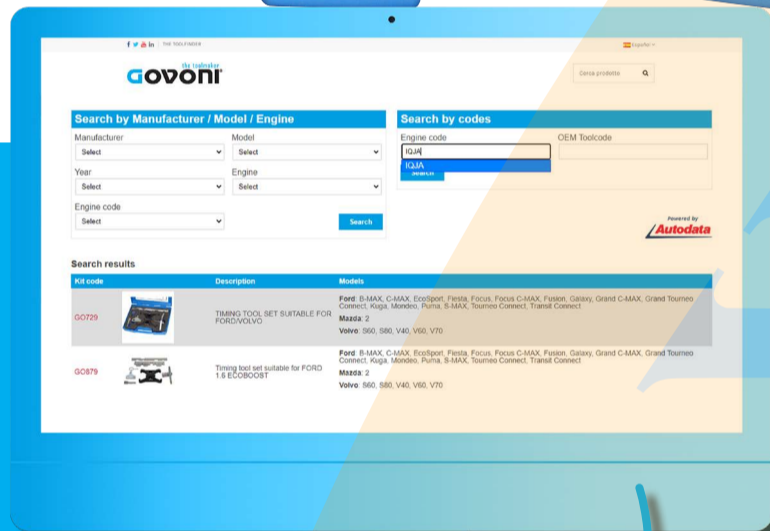 THE TOOLFINDER
Español
the toolmaker
GOVONI
Cerca prodotto
Search by Manufacturer / Model / Engine
Search by codes
Manufacturer
Model
Engine code
OEM Toolcode
Select
Select
IQJA
IQJA
Year
Engine
Search
Select
Select
Engine code
Select
Search
Powered by
Autodata
Search results
Kit code
Description
Models
GO729
TIMING TOOL SET SUITABLE FOR
FORD/VOLVO
Ford: B-MAX, C-MAX, EcoSport, Fiesta, Focus, Focus C-MAX, Fusion, Galaxy, Grand C-MAX, Grand Tourneo
Connect, Kuga, Mondeo, Puma, S-MAX, Tourneo Connect, Transit Connect
Mazda: 2
Volvo: S60, S80, V40, V60, V70
GO879
Timing tool set suitable for FORD
1.6 ECOBOOST
Ford: B-MAX, C-MAX, EcoSport, Fiesta, Focus, Focus C-MAX, Fusion, Galaxy, Grand C-MAX, Grand Tourneo
Connect, Kuga, Mondeo, Puma, S-MAX, Tourneo Connect, Transit Connect
Mazda: 2
Volvo: S60, S80, V40, V60, V70